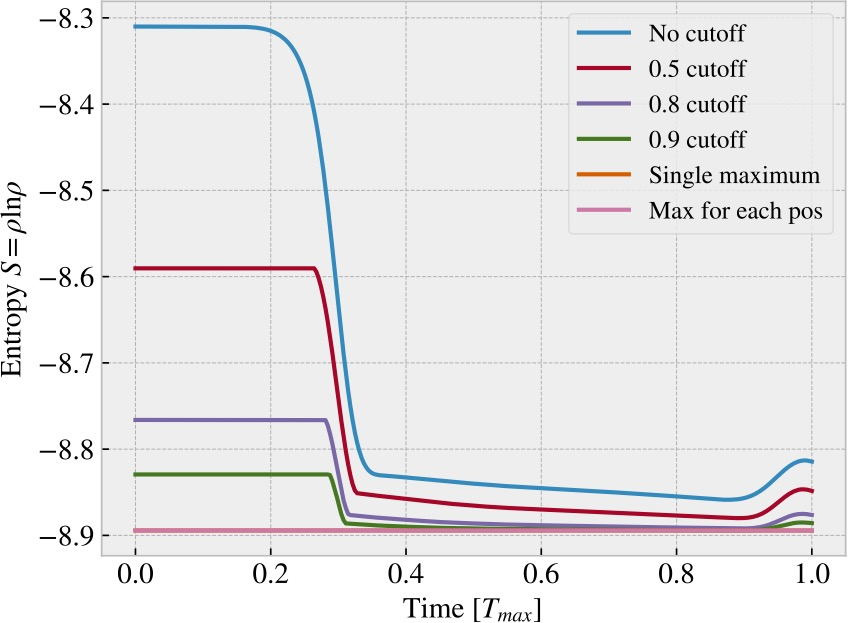 −8.3
−8.4
−8.5
−8.6
−8.7
−8.8
−8.9
Entropy S = ρlnρ
No cutoff
0.5 cutoff
0.8 cutoff
0.9 cutoff
Single maximum
Max for each pos
0.0 0.2 0.4 0.6 0.8 1.0
Time [Tmax]